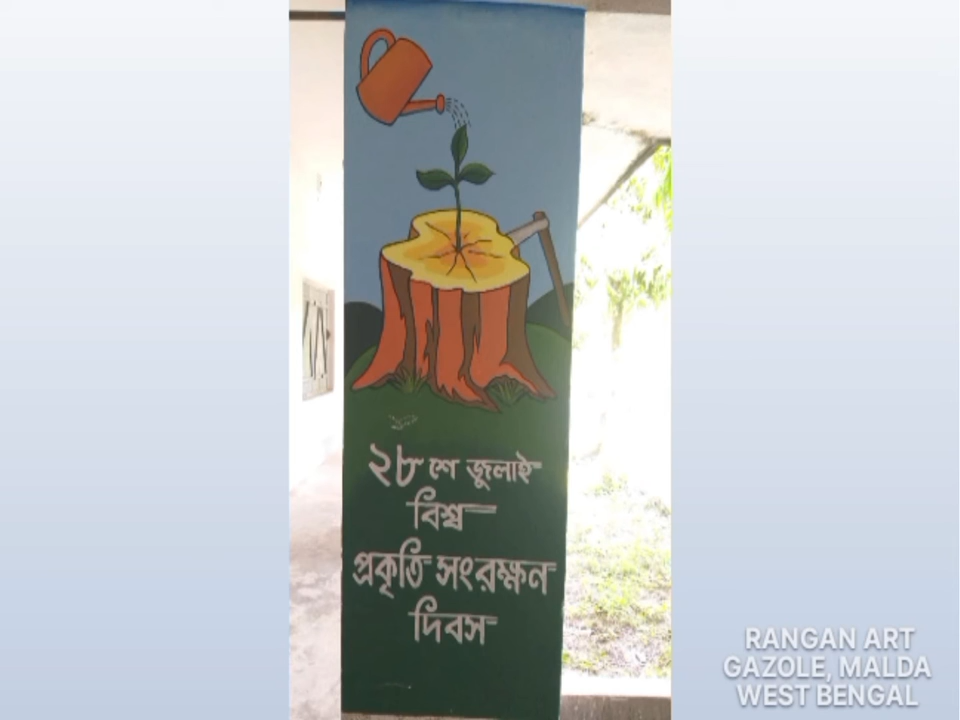 ২৮ শে জুলাই
বিশ্ব
প্রকৃতি সংরক্ষন
দিবস
RANGAN ART
GAZOLE, MALDA
WEST BENGAL